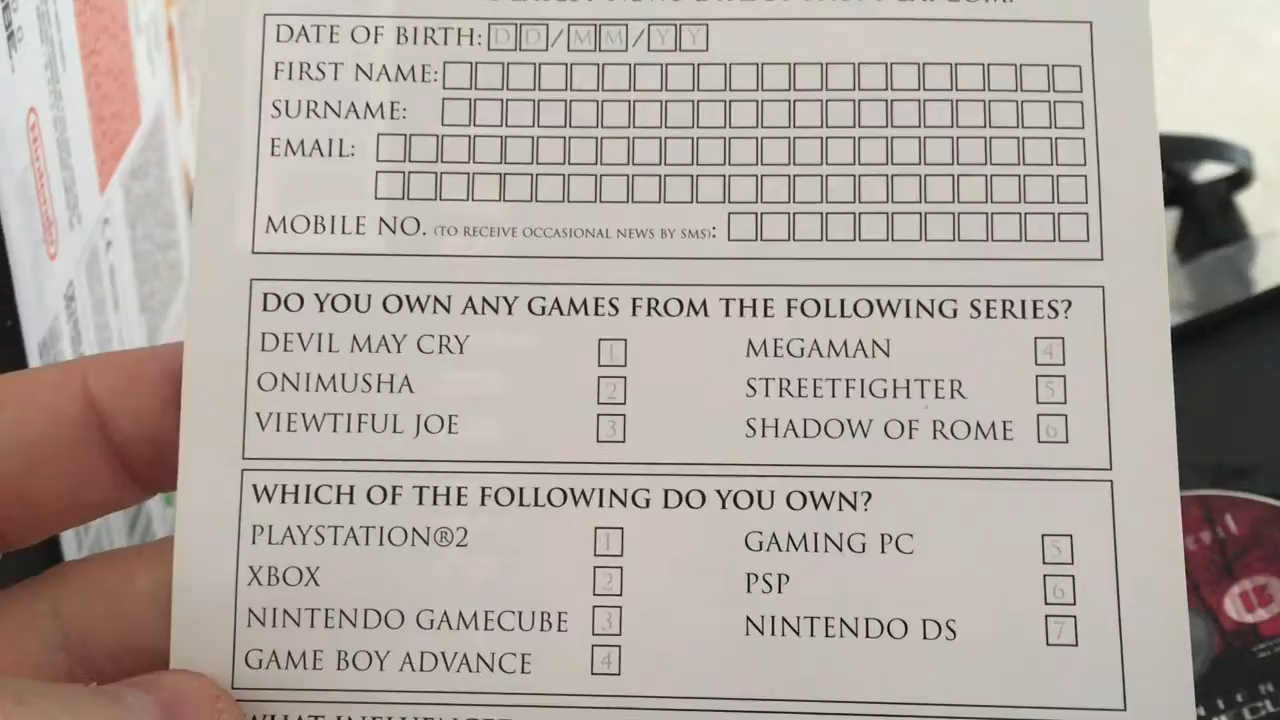 DATE OF BIRTH: DD/MM/YY
FIRST NAME:
SURNAME:
EMAIL:
MOBILE NO. (TO RECEIVE OCCASIONAL NEWS BY SMS):
DO YOU OWN ANY GAMES FROM THE FOLLOWING SERIES?
DEVIL MAY CRY 1
ONIMUSHA 2
VIEWTIFUL JOE 3
MEGAMAN 4
STREETFIGHTER 5
SHADOW OF ROME 6
WHICH OF THE FOLLOWING DO YOU OWN?
PLAYSTATION®2 1
XBOX 2
NINTENDO GAMECUBE 3
GAME BOY ADVANCE 4
GAMING PC 5
PSP 6
NINTENDO DS 7
Nintendo
15